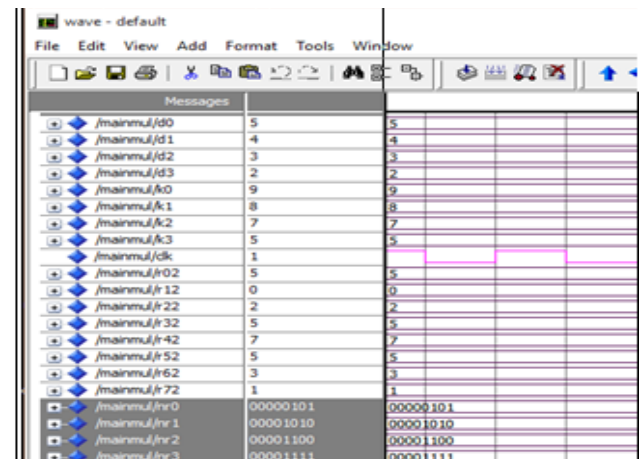 wave - default
File Edit View Add Format Tools Window
Messages
/mainmul/d0 5 5
/mainmul/d1 4 4
/mainmul/d2 3 3
/mainmul/d3 2 2
/mainmul/k0 9 9
/mainmul/k1 8 8
/mainmul/k2 7 7
/mainmul/k3 5 5
/mainmul/clk 1
/mainmul/r02 5 5
/mainmul/r12 0 0
/mainmul/r22 2 2
/mainmul/r32 5 5
/mainmul/r42 7 7
/mainmul/r52 5 5
/mainmul/r62 3 3
/mainmul/r72 1 1
/mainmul/nr0 00000101 00000101
/mainmul/nr1 00001010 00001010
/mainmul/nr2 00001100 00001100
/mainmul/nr3 00001111 00001111